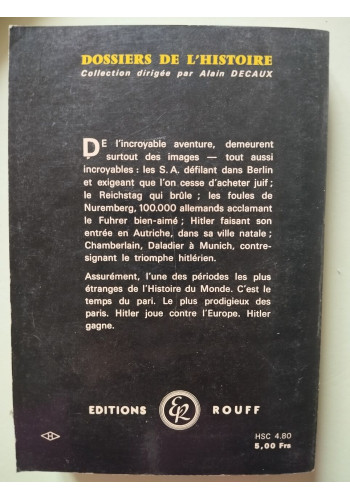 DOSSIERS DE L'HISTOIRE
Collection dirigée par Alain DECAUX
DE l'incroyable aventure, demeurent
surtout des images — tout aussi
incroyables : les S.A. défilant dans Berlin
et exigeant que l'on cesse d'acheter juif ;
le Reichstag qui brûle ; les foules de
Nuremberg, 100.000 allemands acclamant
le Fuhrer bien-aimé ; Hitler faisant son
entrée en Autriche, dans sa ville natale ;
Chamberlain, Daladier à Munich, contre-
signant le triomphe hitlérien.
Assurément, l'une des périodes les plus
étranges de l'Histoire du Monde. C'est le
temps du pari. Le plus prodigieux des
paris. Hitler joue contre l'Europe. Hitler
gagne.
EDITIONS ER ROUFF
H
HSC 4.80
5,00 Frs